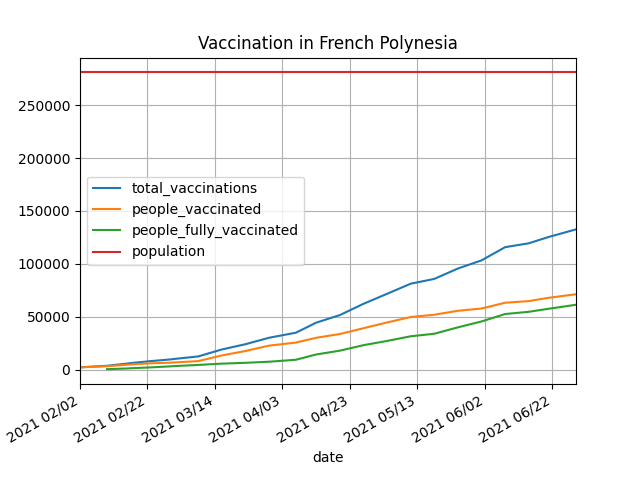 Vaccination in French Polynesia
250000
200000
150000
100000
50000
0
total_vaccinations
people_vaccinated
people_fully_vaccinated
population
2021 02/02
2021 02/22
2021 03/14
2021 04/03
2021 04/23
2021 05/13
2021 06/02
2021 06/22
date